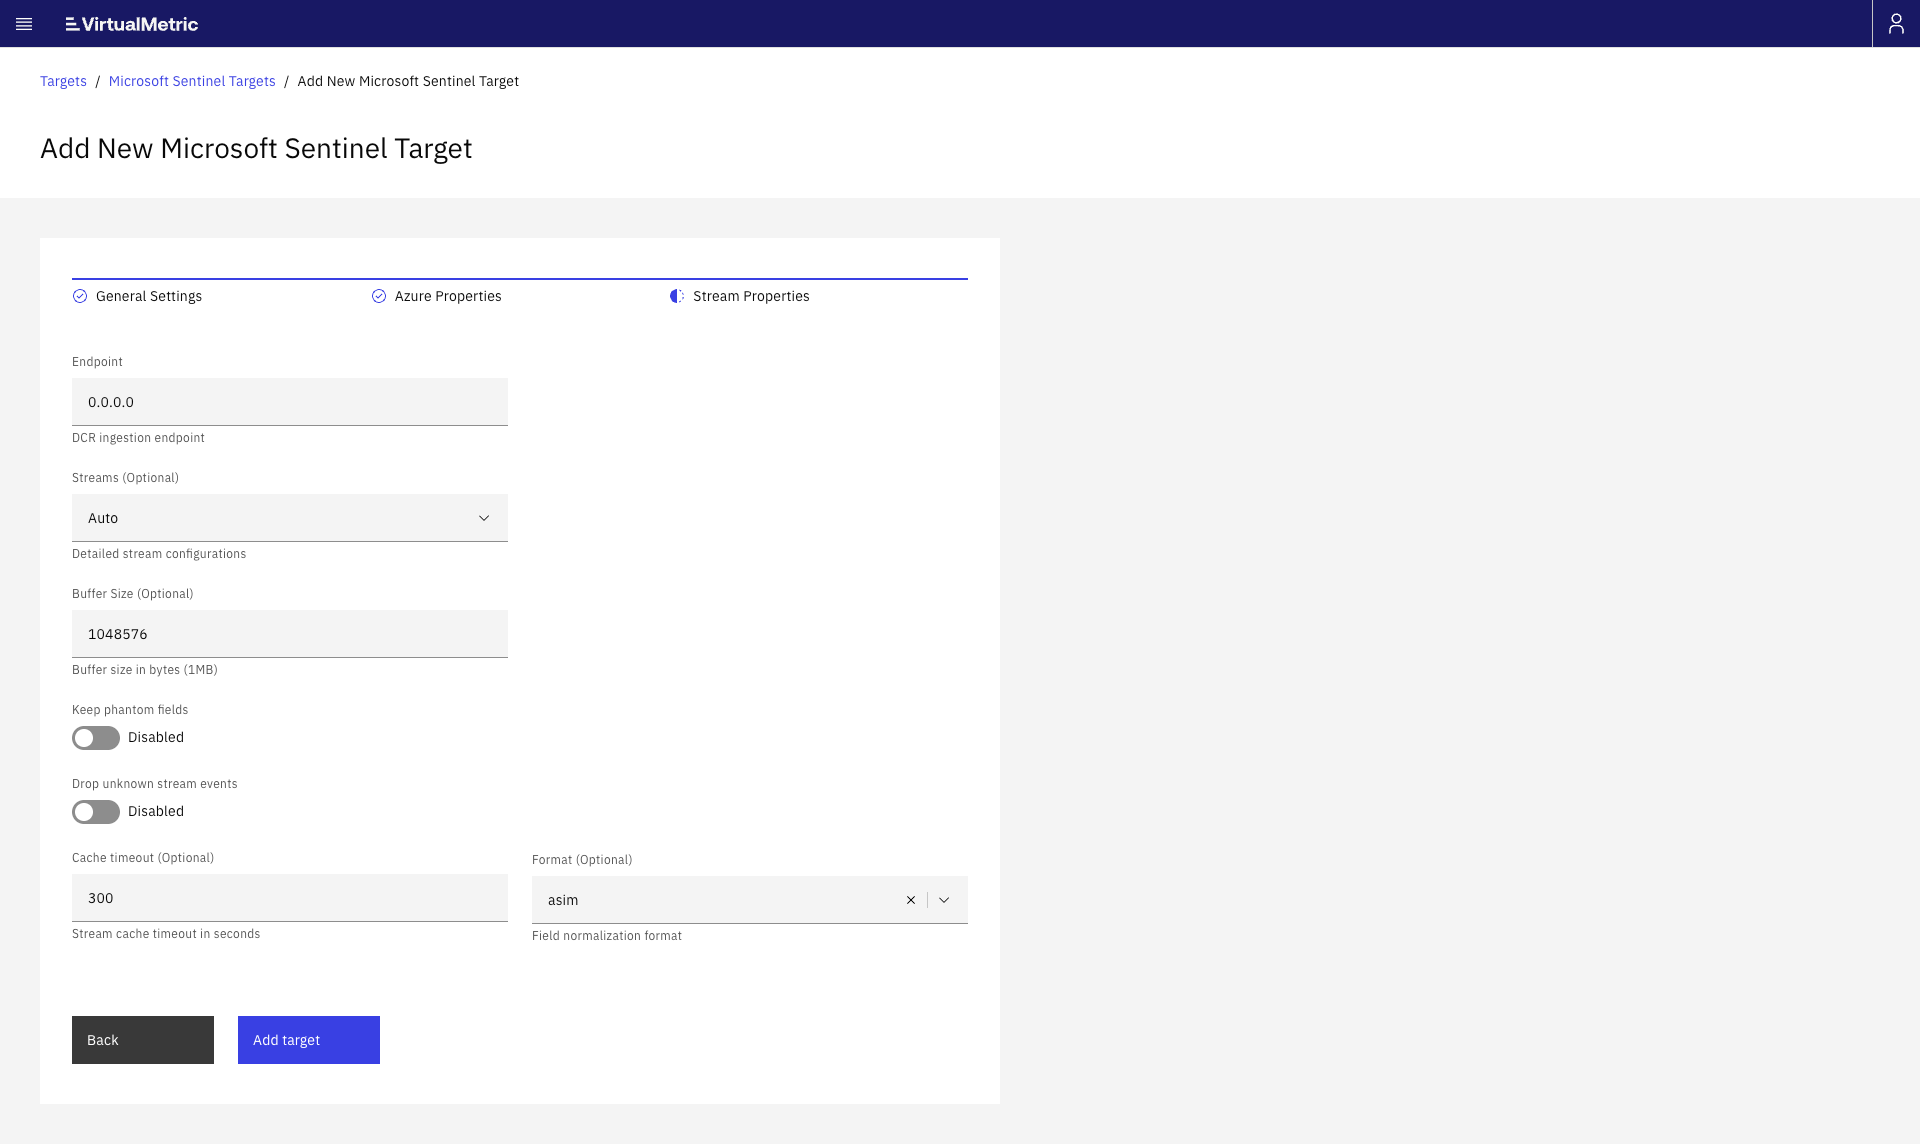 VirtualMetric
Targets / Microsoft Sentinel Targets / Add New Microsoft Sentinel Target
Add New Microsoft Sentinel Target
General Settings
Azure Properties
Stream Properties
Endpoint
0.0.0.0
DCR ingestion endpoint
Streams (Optional)
Auto
Detailed stream configurations
Buffer Size (Optional)
1048576
Buffer size in bytes (1MB)
Keep phantom fields
Disabled
Drop unknown stream events
Disabled
Cache timeout (Optional)
300
Stream cache timeout in seconds
Format (Optional)
asim
Field normalization format
Back
Add target